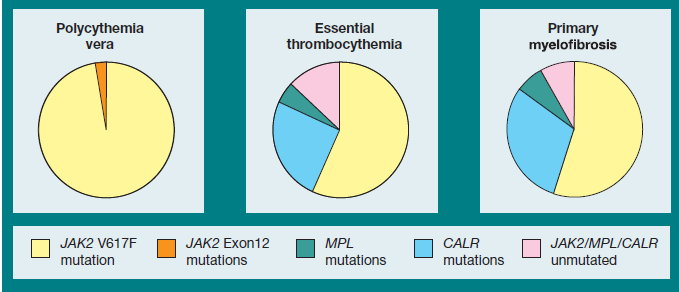 Polycythemia
vera
Essential
thrombocythemia
Primary
myelofibrosis
JAK2 V617F
mutation
JAK2 Exon12
mutations
MPL
mutations
CALR
mutations
JAK2/MPL/CALR
unmutated